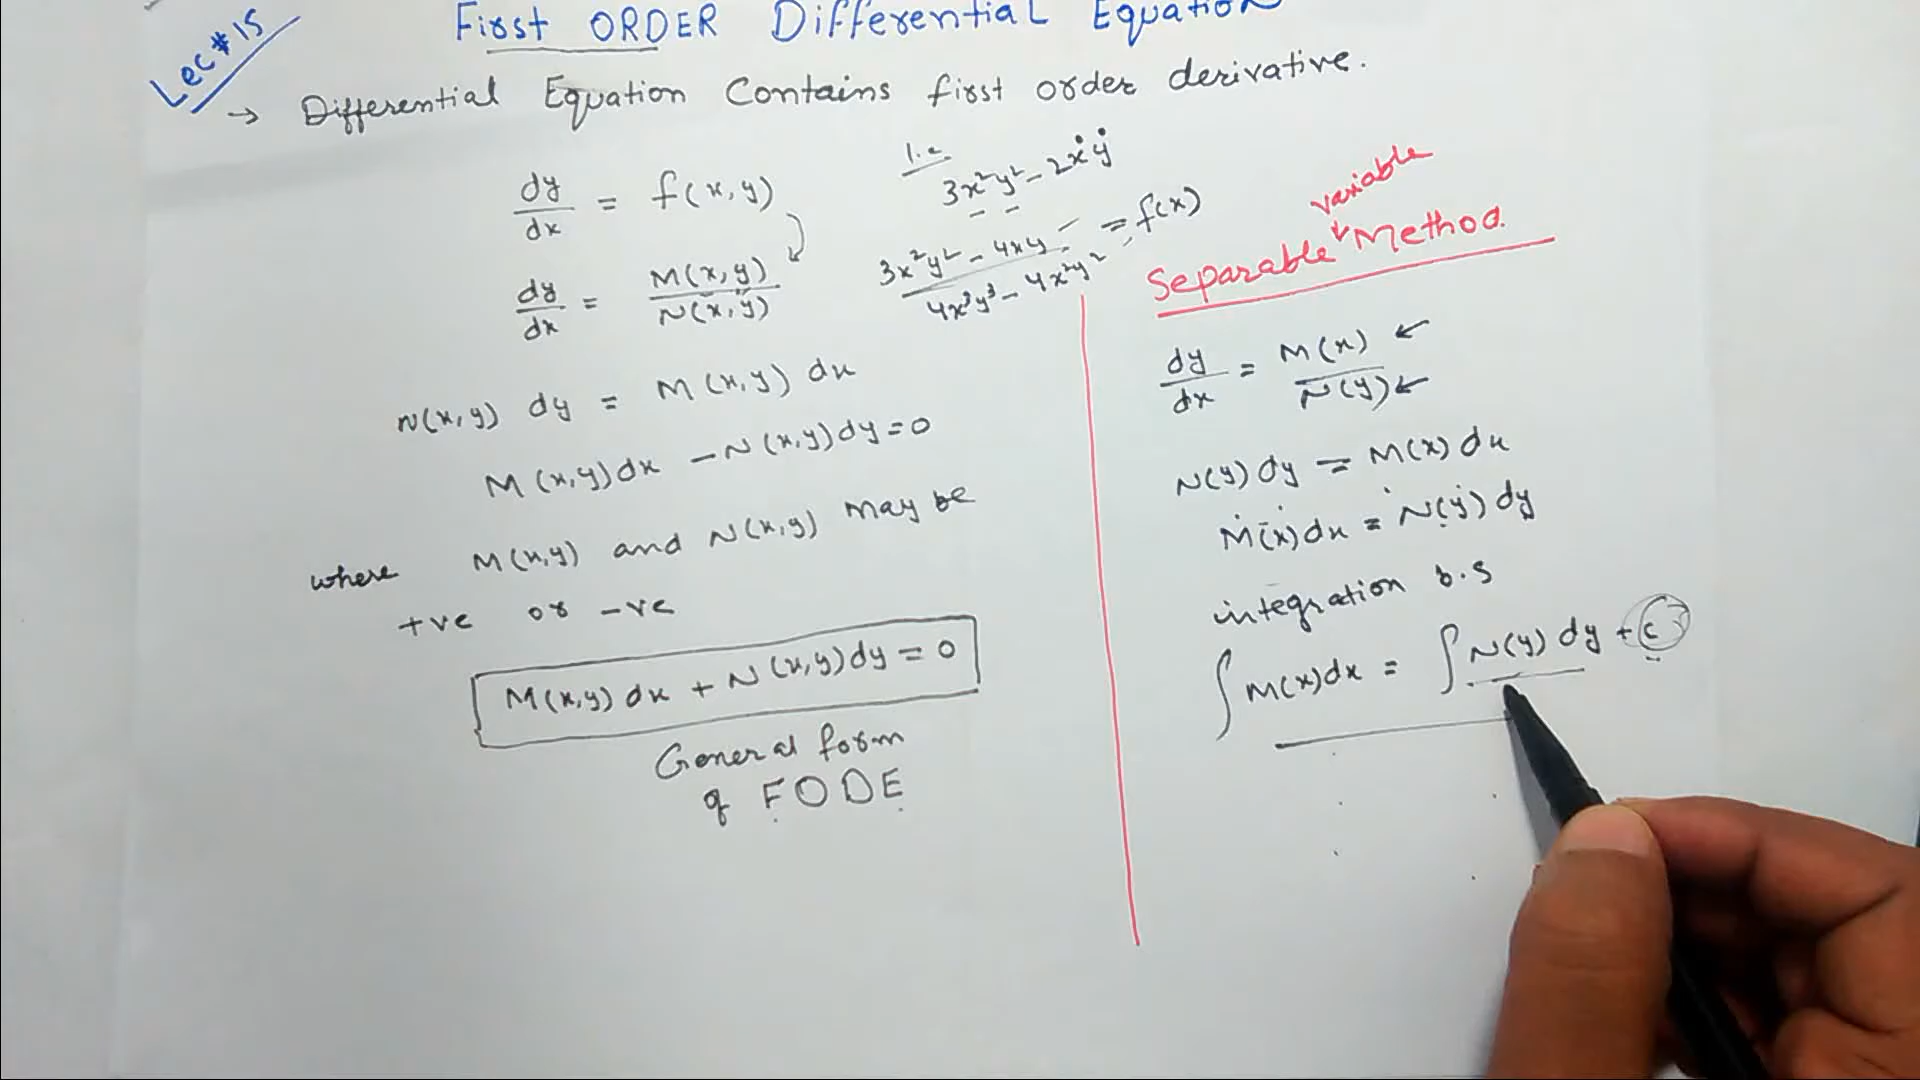 Lec#15
First ORDER Differential Equation
→ Differential Equation Contains first order derivative.
dy/dx = f(x,y)
dy/dx = M(x,y)/N(x,y)
N(x,y) dy = M(x,y) dx
M(x,y)dx - N(x,y)dy=0
where M(x,y) and N(x,y) may be
+ve or -ve
M(x,y) dx + N(x,y)dy = 0
General form
of FODE
i.e
3x²y² - 2xy
3x²y² - 4xy / 4x³y³ - 4x²y² = f(x)
variable
Separable Method.
dy/dx = M(x)/N(y)
N(y) dy = M(x) dx
M(x)dx = N(y) dy
integration b.s
∫M(x)dx = ∫N(y) dy + c